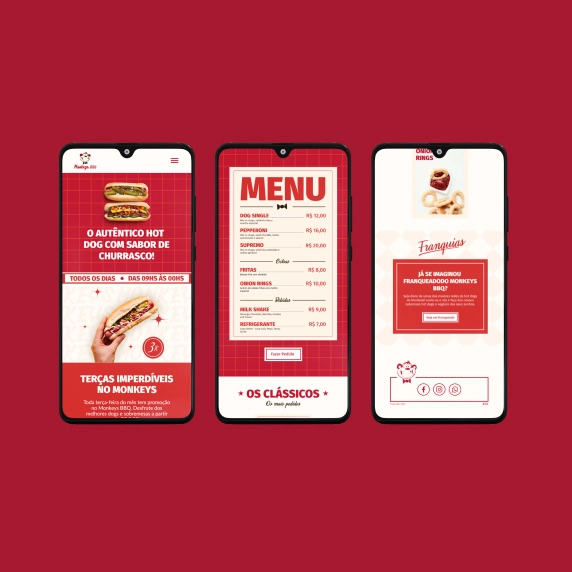 Monkeys BBQ
O AUTÊNTICO HOT
DOG COM SABOR DE
CHURRASCO!
TODOS OS DIAS • DAS 09HS ÀS 00HS
TERÇAS IMPERDÍVEIS
NO MONKEYS
Toda terça-feira do mês tem promoção
no Monkeys BBQ. Desfrute dos
melhores dogs e sobremesas a partir
MENU
DOG SINGLE R$ 12,00
PEPPERONI R$ 16,00
SUPREMO R$ 20,00
Extras
FRITAS R$ 8,00
ONION RINGS R$ 10,00
Bebidas
MILK SHAKE R$ 9,00
REFRIGERANTE R$ 7,00
Fazer Pedido
★ OS CLÁSSICOS ★
Os mais pedidos
ONION
RINGS
Franquias
JÁ SE IMAGINOU
FRANQUEADODO MONKEYS
BBQ?
Seja um Franqueado